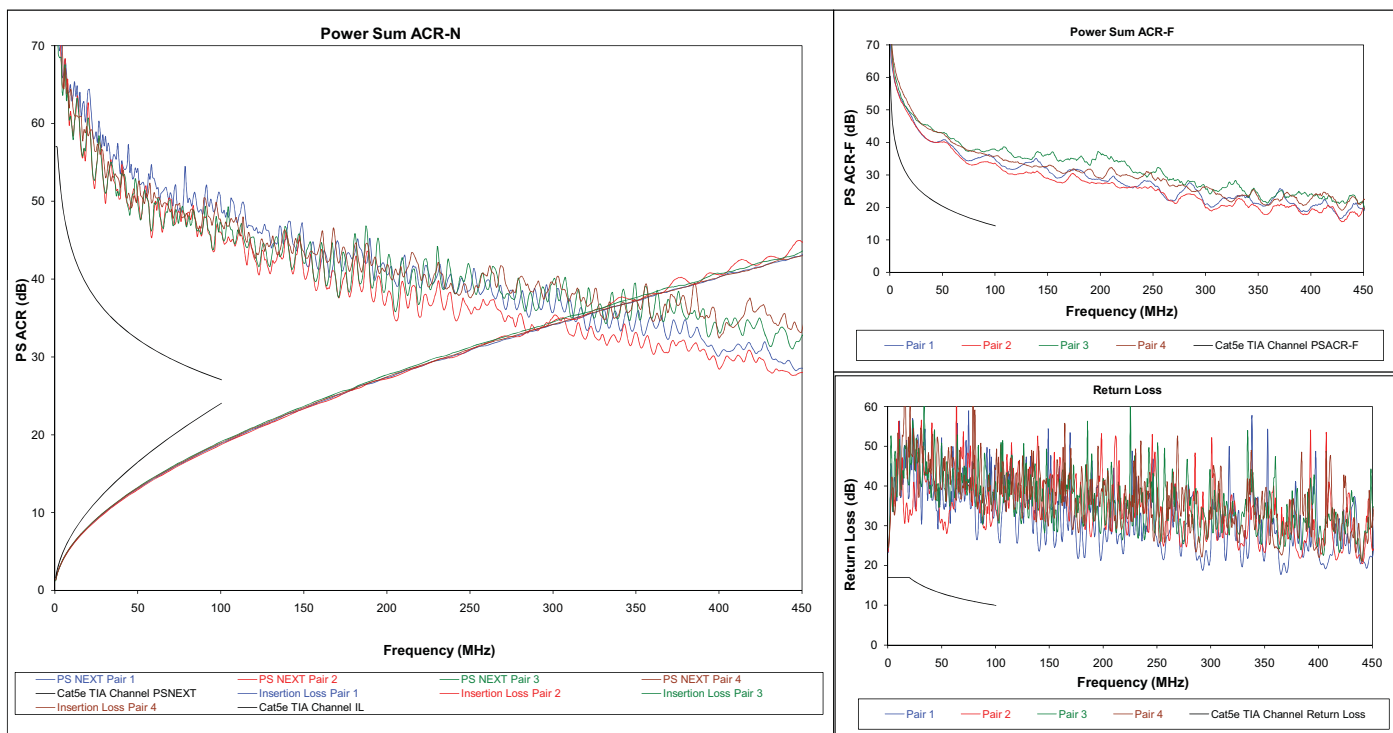 Power Sum ACR-N
PS ACR (dB)
70
60
50
40
30
20
10
0
0 50 100 150 200 250 300 350 400 450
Frequency (MHz)
PS NEXT Pair 1 PS NEXT Pair 2 PS NEXT Pair 3 PS NEXT Pair 4
Cat5e TIA Channel PSNEXT Insertion Loss Pair 1 Insertion Loss Pair 2 Insertion Loss Pair 3
Insertion Loss Pair 4 Cat5e TIA Channel IL
Power Sum ACR-F
PS ACR-F (dB)
70
60
50
40
30
20
10
0
0 50 100 150 200 250 300 350 400 450
Frequency (MHz)
Pair 1 Pair 2 Pair 3 Pair 4 Cat5e TIA Channel PSACR-F
Return Loss
Return Loss (dB)
60
50
40
30
20
10
0
0 50 100 150 200 250 300 350 400 450
Frequency (MHz)
Pair 1 Pair 2 Pair 3 Pair 4 Cat5e TIA Channel Return Loss